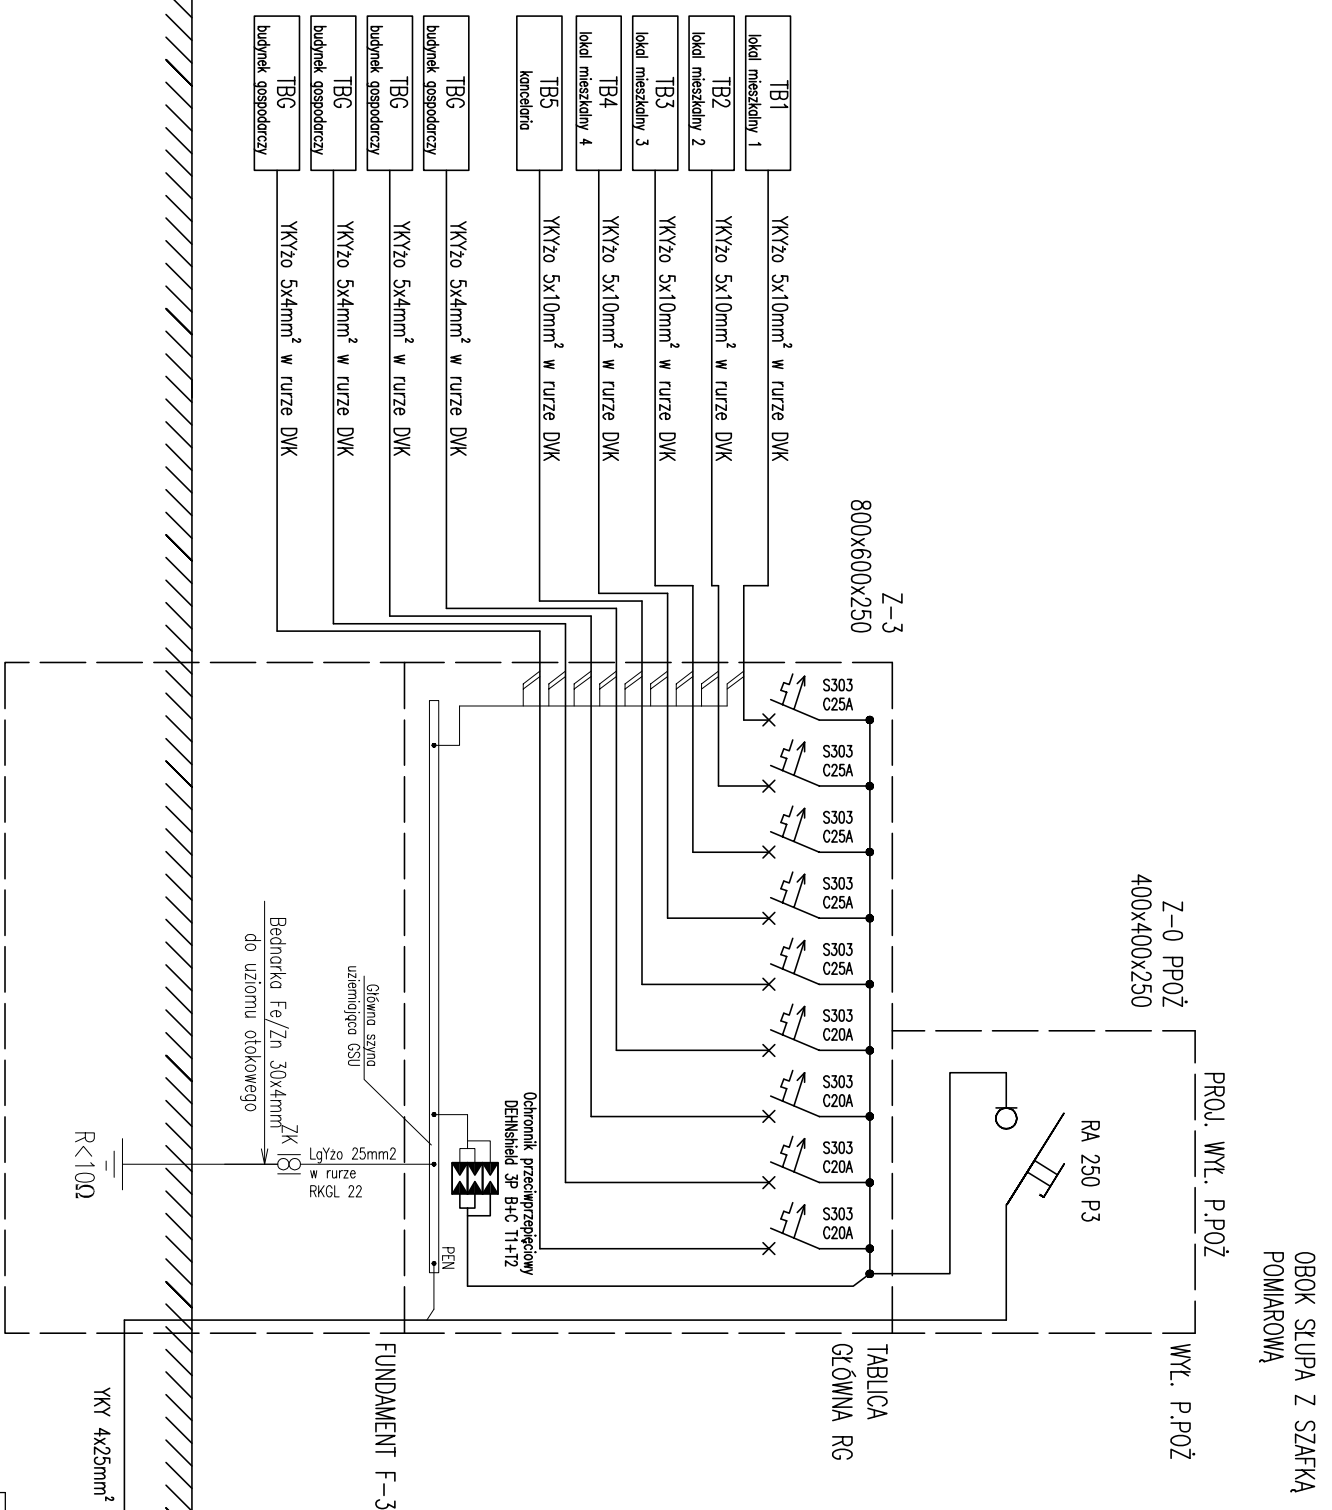 OBOK SŁUPA Z SZAFKĄ
POMIAROWĄ
PROJ. WYŁ. P.POŻ
WYŁ. P.POŻ
Z-0 PPOŻ
400x400x250
RA 250 P3
Z-3
800x600x250
TABLICA
GŁÓWNA RG
S303
C25A
S303
C25A
S303
C25A
S303
C25A
S303
C25A
S303
C20A
S303
C20A
S303
C20A
S303
C20A
TB1
lokal mieszkalny 1
YKYżo 5x10mm² w rurze DVK
TB2
lokal mieszkalny 2
YKYżo 5x10mm² w rurze DVK
TB3
lokal mieszkalny 3
YKYżo 5x10mm² w rurze DVK
TB4
lokal mieszkalny 4
YKYżo 5x10mm² w rurze DVK
TB5
kancelaria
YKYżo 5x10mm² w rurze DVK
TBG
budynek gospodarczy
YKYżo 5x4mm² w rurze DVK
TBG
budynek gospodarczy
YKYżo 5x4mm² w rurze DVK
TBG
budynek gospodarczy
YKYżo 5x4mm² w rurze DVK
TBG
budynek gospodarczy
YKYżo 5x4mm² w rurze DVK
Ochronnik przeciwprzepięciowy
DEHNshield 3P B+C T1+T2
PEN
Główna szyna
uziemiająca GSU
FUNDAMENT F-3
LgYżo 25mm2
w rurze
RKGL 22
ZK
Bednarka Fe/Zn 30x4mm
do uziomu otokowego
R<10Ω
YKY 4x25mm²